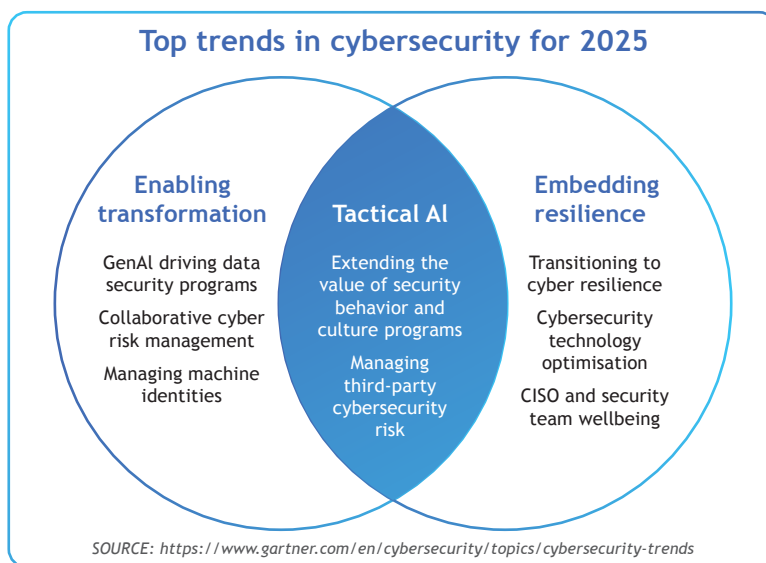 Top trends in cybersecurity for 2025
Enabling
transformation
GenAI driving data
security programs
Collaborative cyber
risk management
Managing machine
identities
Tactical AI
Extending the
value of security
behavior and
culture programs
Managing
third-party
cybersecurity
risk
Embedding
resilience
Transitioning to
cyber resilience
Cybersecurity
technology
optimisation
CISO and security
team wellbeing
SOURCE: https://www.gartner.com/en/cybersecurity/topics/cybersecurity-trends